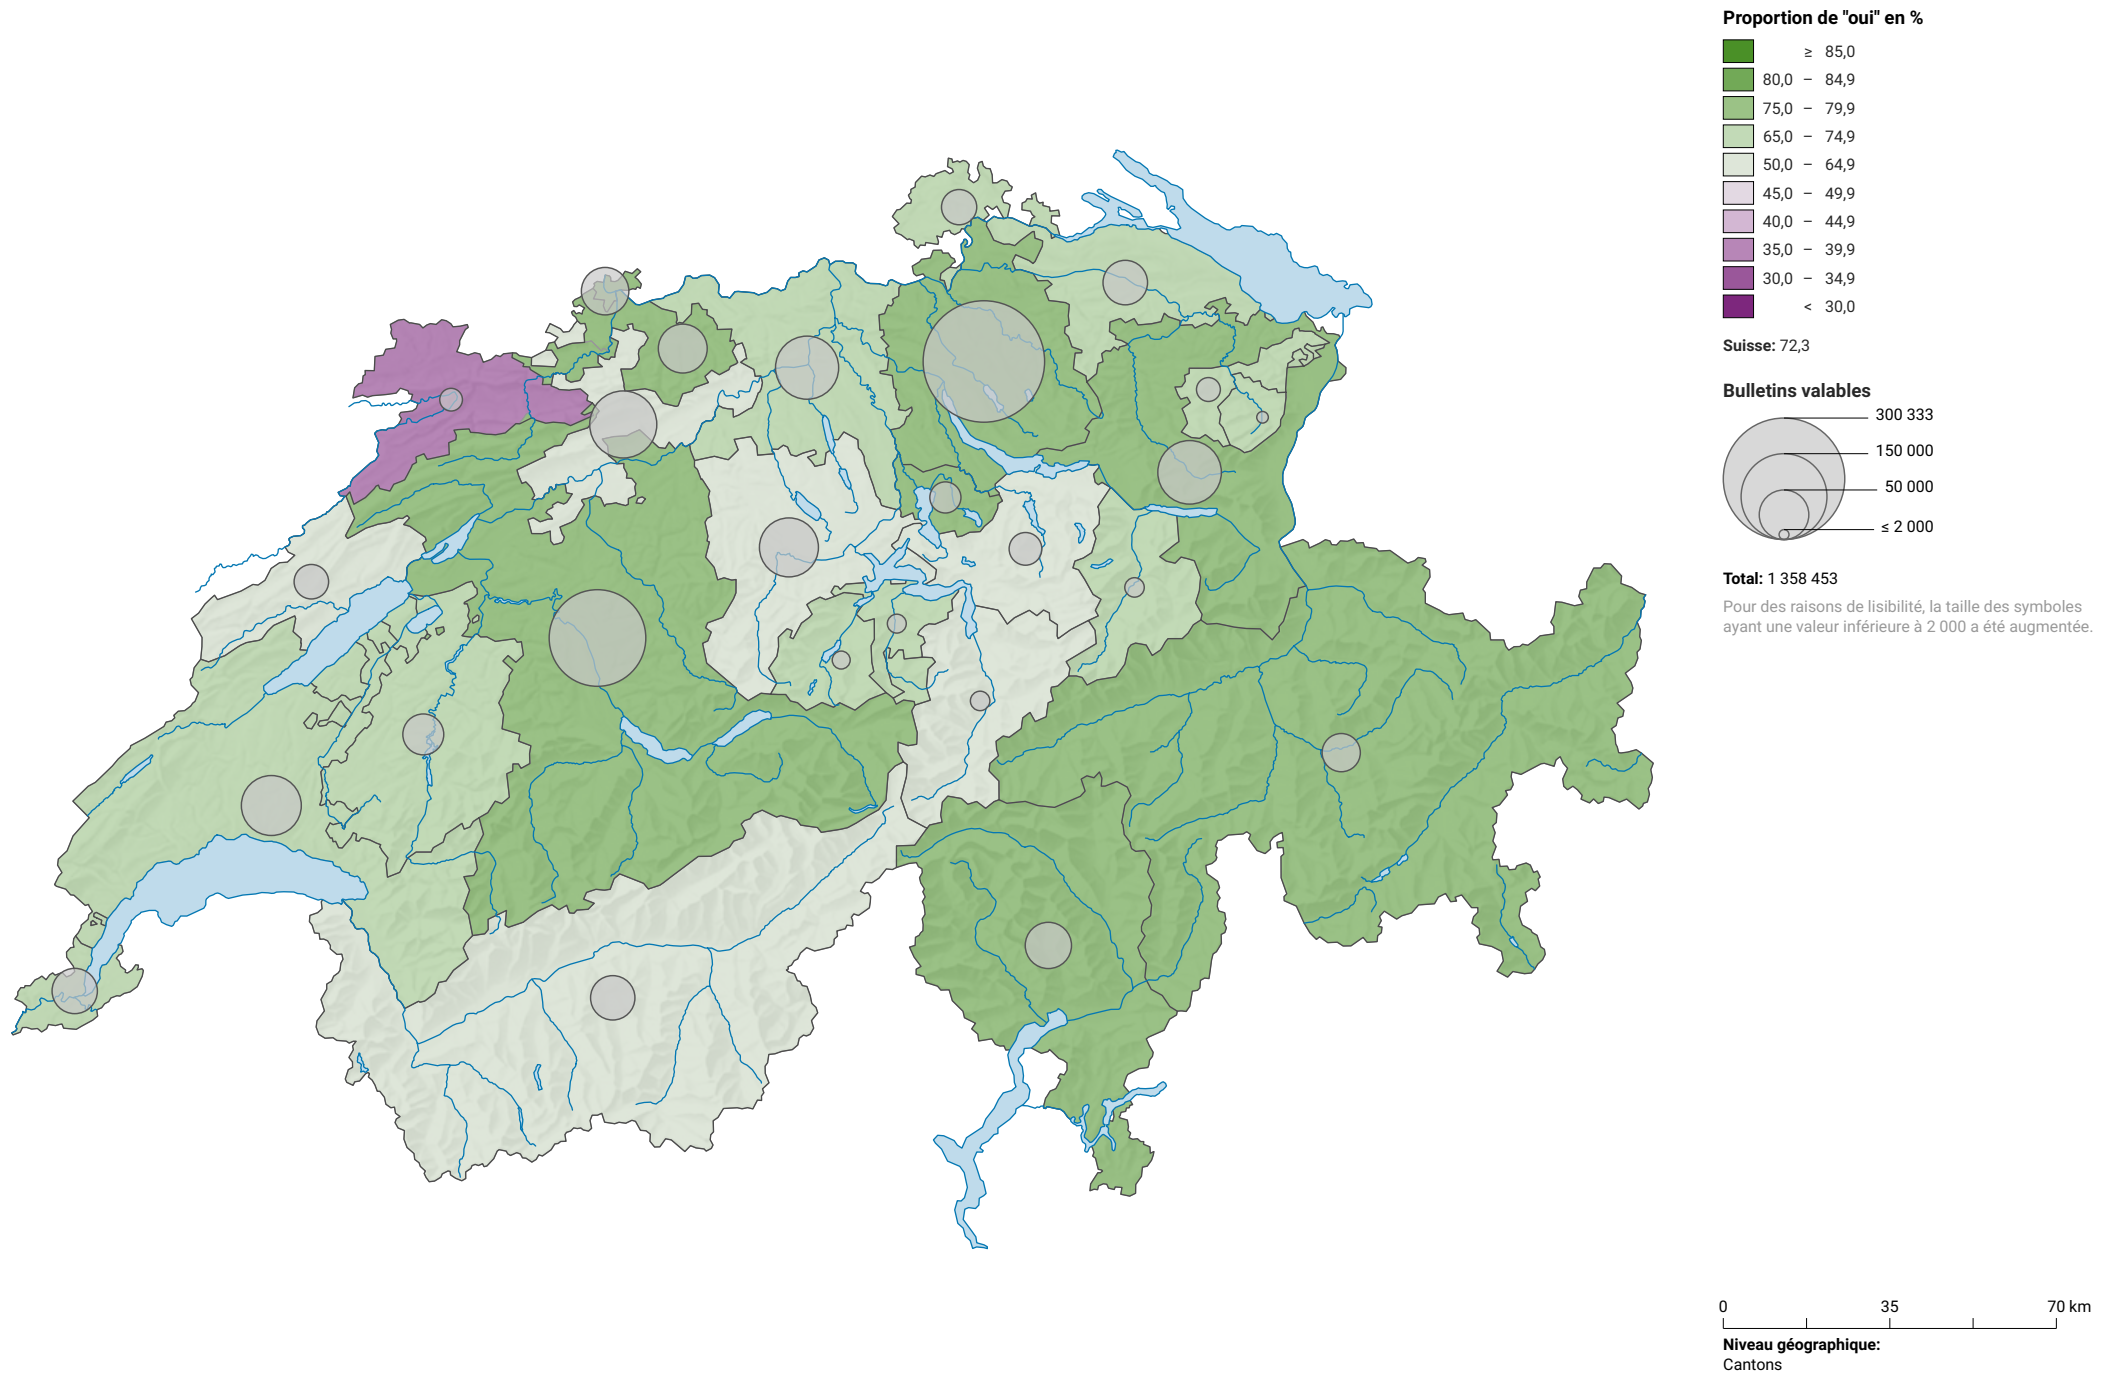 Proportion de "oui" en %
≥ 85,0
80,0 – 84,9
75,0 – 79,9
65,0 – 74,9
50,0 – 64,9
45,0 – 49,9
40,0 – 44,9
35,0 – 39,9
30,0 – 34,9
< 30,0
Suisse: 72,3
Bulletins valables
300 333
150 000
50 000
≤ 2 000
Total: 1 358 453
Pour des raisons de lisibilité, la taille des symboles
ayant une valeur inférieure à 2 000 a été augmentée.
0 35 70 km
Niveau géographique:
Cantons